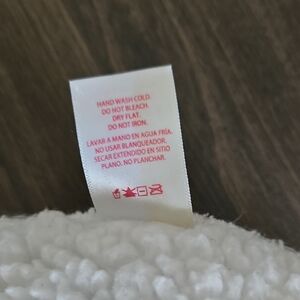 HAND WASH COLD.
DO NOT BLEACH.
DRY FLAT.
DO NOT IRON.
LAVAR A MANO EN AGUA FRÍA.
NO USAR BLANQUEADOR.
SECAR EXTENDIDO EN SITIO
PLANO. NO PLANCHAR.